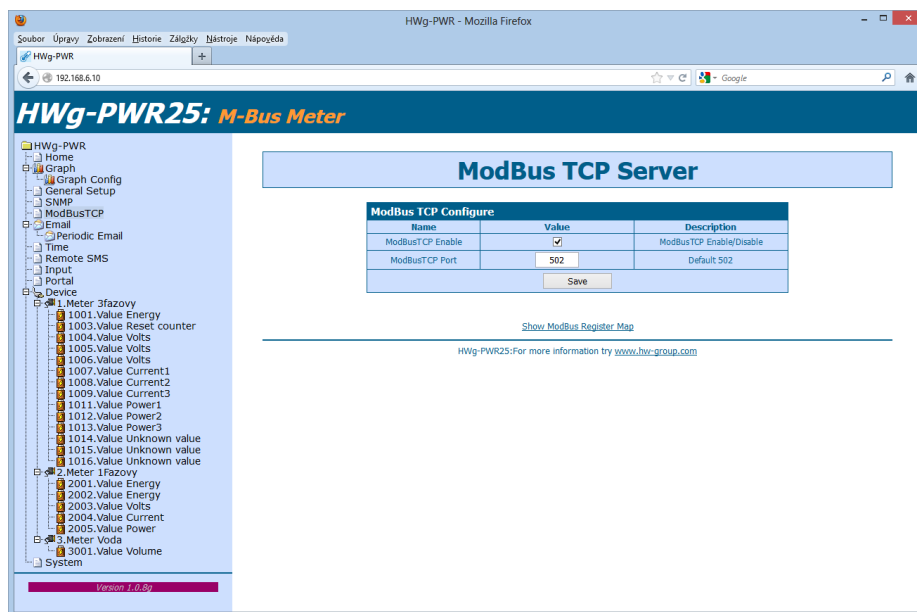 HWg-PWR - Mozilla Firefox
Soubor Úpravy Zobrazení Historie Záložky Nástroje Nápověda
HWg-PWR
192.168.6.10
Google
HWg-PWR25: M-Bus Meter
HWg-PWR
Home
Graph
Graph Config
General Setup
SNMP
ModBusTCP
Email
Periodic Email
Time
Remote SMS
Input
Portal
Device
1.Meter 3fazovy
1001.Value Energy
1003.Value Reset counter
1004.Value Volts
1005.Value Volts
1006.Value Volts
1007.Value Current1
1008.Value Current2
1009.Value Current3
1011.Value Power1
1012.Value Power2
1013.Value Power3
1014.Value Unknown value
1015.Value Unknown value
1016.Value Unknown value
2.Meter 1Fazovy
2001.Value Energy
2002.Value Energy
2003.Value Volts
2004.Value Current
2005.Value Power
3.Meter Voda
3001.Value Volume
System
Version 1.0.8g
ModBus TCP Server
ModBus TCP Configure
Name Value Description
ModBusTCP Enable ModBusTCP Enable/Disable
ModBusTCP Port 502 Default 502
Save
Show ModBus Register Map
HWg-PWR25:For more information try www.hw-group.com